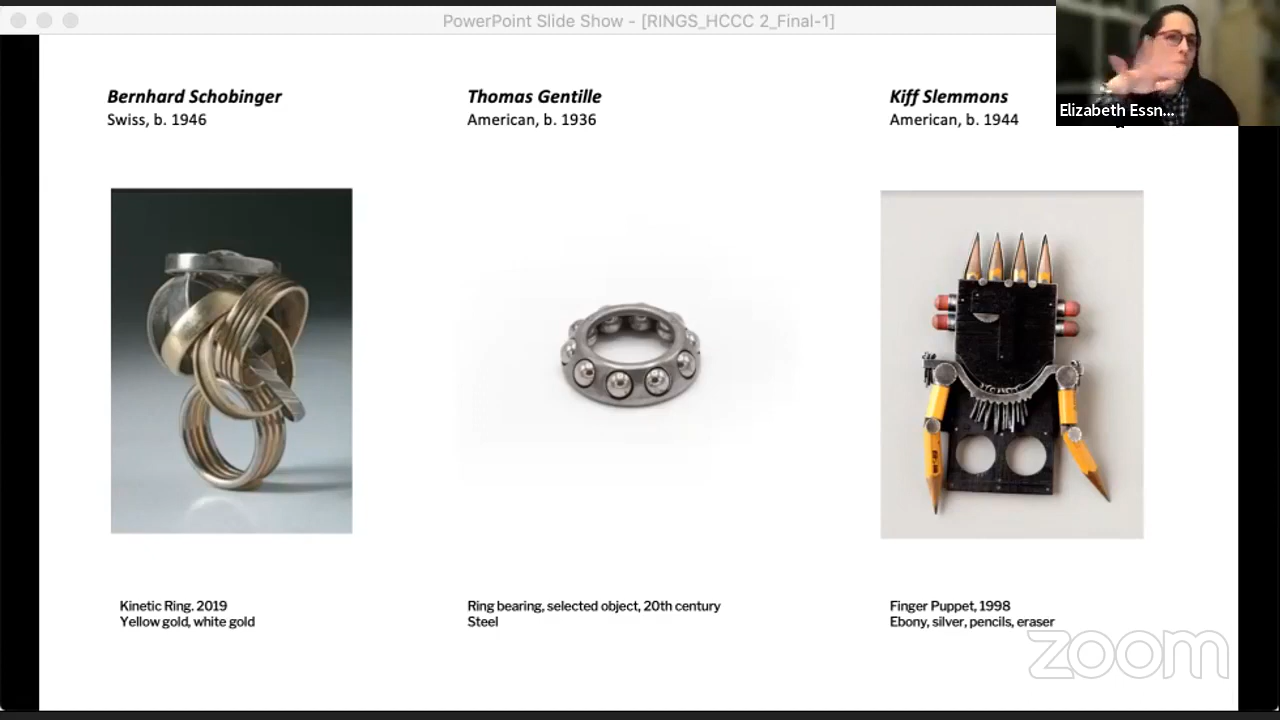 PowerPoint Slide Show - [RINGS_HCCC 2_Final-1]
Elizabeth Essn...
Bernhard Schobinger
Swiss, b. 1946
Thomas Gentille
American, b. 1936
Kiff Slemmons
American, b. 1944
Kinetic Ring. 2019
Yellow gold, white gold
Ring bearing, selected object, 20th century
Steel
Finger Puppet, 1998
Ebony, silver, pencils, eraser
zoom